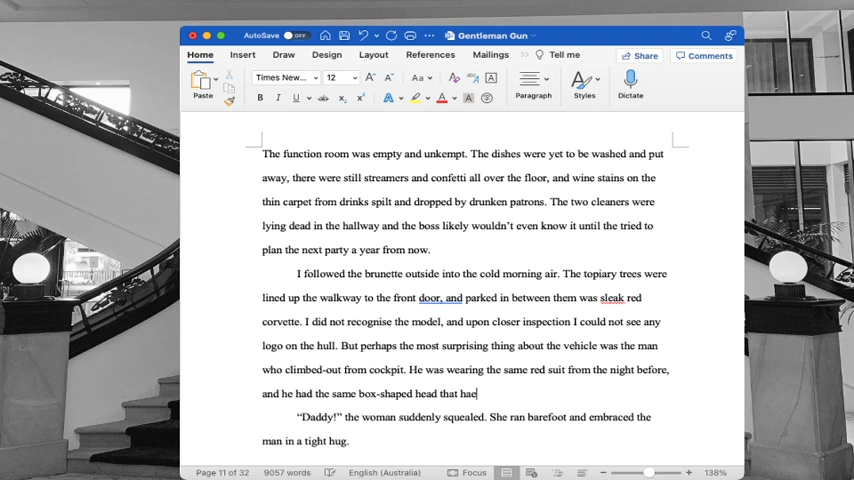 AutoSave OFF Gentleman Gun
Home Insert Draw Design Layout References Mailings Tell me Share Comments
Paste Times New... 12 Aa Paragraph Styles Dictate
The function room was empty and unkempt. The dishes were yet to be washed and put
away, there were still streamers and confetti all over the floor, and wine stains on the
thin carpet from drinks spilt and dropped by drunken patrons. The two cleaners were
lying dead in the hallway and the boss likely wouldn’t even know it until the tried to
plan the next party a year from now.
I followed the brunette outside into the cold morning air. The topiary trees were
lined up the walkway to the front door, and parked in between them was sleak red
corvette. I did not recognise the model, and upon closer inspection I could not see any
logo on the hull. But perhaps the most surprising thing about the vehicle was the man
who climbed-out from cockpit. He was wearing the same red suit from the night before,
and he had the same box-shaped head that hae
“Daddy!” the woman suddenly squealed. She ran barefoot and embraced the
man in a tight hug.
Page 11 of 32 9057 words English (Australia) Focus 138%